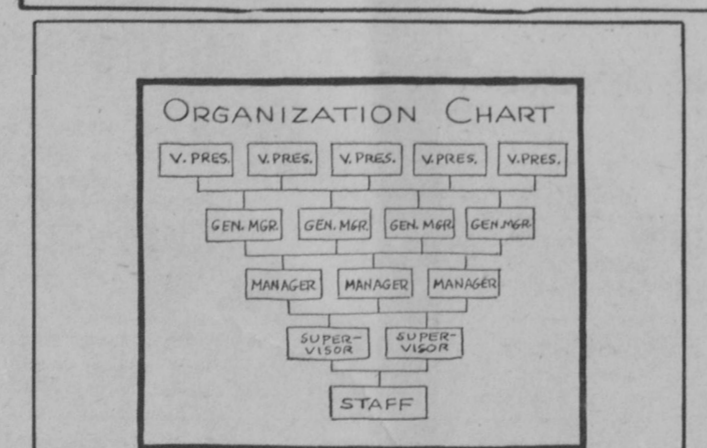 ORGANIZATION CHART
V. PRES. V. PRES. V. PRES. V. PRES. V. PRES.
GEN. MGR. GEN. MGR. GEN. MGR. GEN. MGR.
MANAGER MANAGER MANAGER
SUPER- SUPER-
VISOR VISOR
STAFF